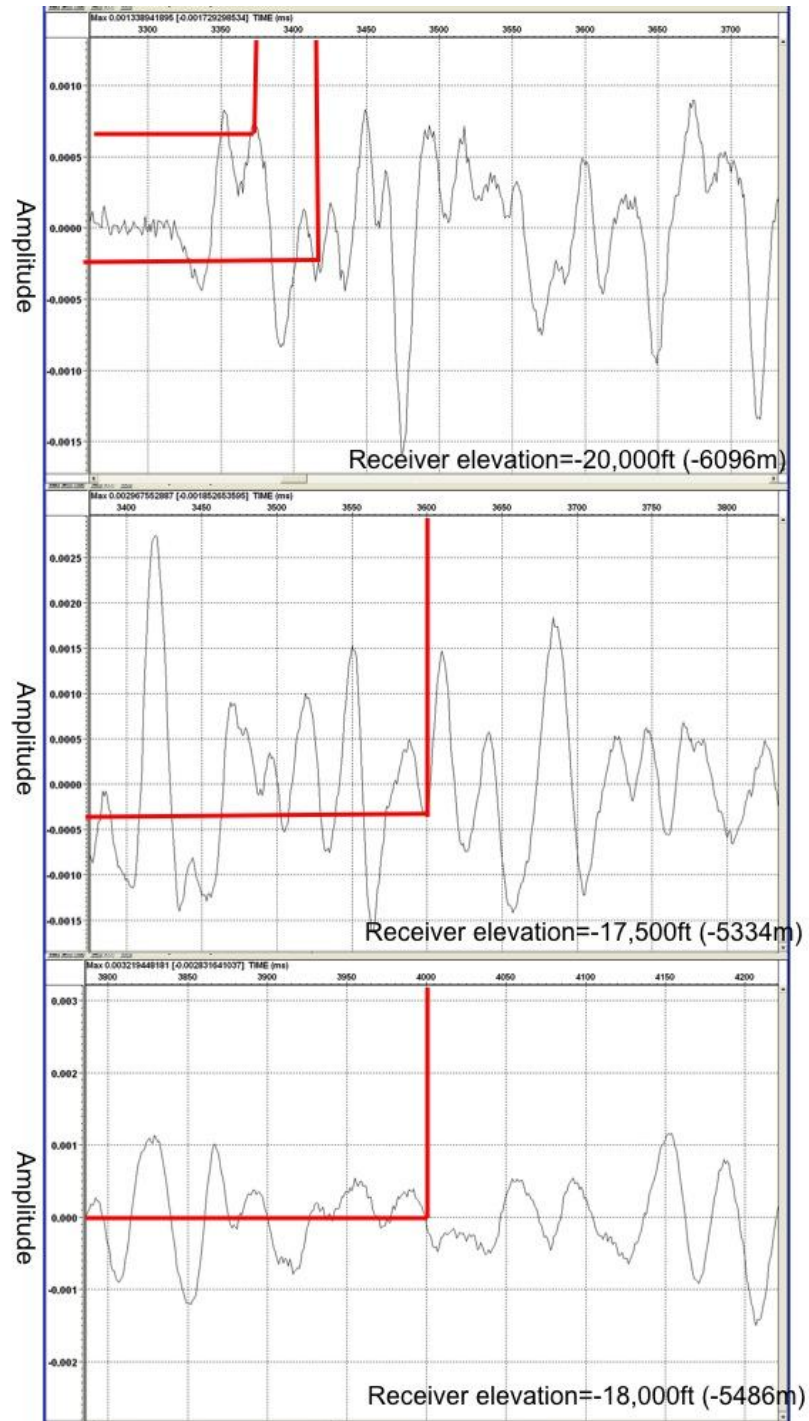 Max 0.001338941895 [-0.001729298534] TIME (ms)
3300 3350 3400 3450 3500 3550 3600 3650 3700
0.0010
0.0005
0.0000
-0.0005
-0.0010
-0.0015
Amplitude
Receiver elevation=-20,000ft (-6096m)
Max 0.002967552887 [-0.001852653595] TIME (ms)
3400 3450 3500 3550 3600 3650 3700 3750 3800
0.0025
0.0020
0.0015
0.0010
0.0005
0.0000
-0.0005
-0.0010
-0.0015
Amplitude
Receiver elevation=-17,500ft (-5334m)
Max 0.003219448181 [-0.002831641037] TIME (ms)
3800 3850 3900 3950 4000 4050 4100 4150 4200
0.003
0.002
0.001
0.000
-0.001
-0.002
Amplitude
Receiver elevation=-18,000ft (-5486m)